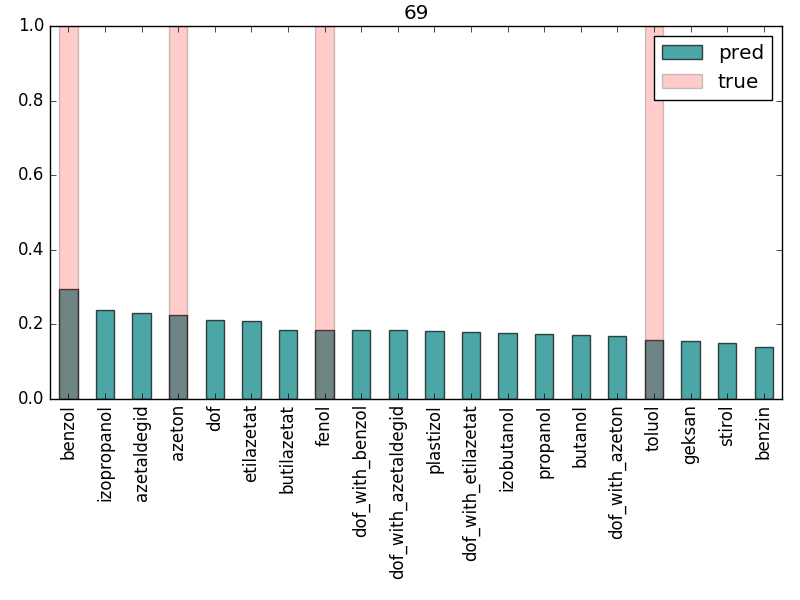 69
1.0
0.8
0.6
0.4
0.2
0.0
pred
true
benzol
izopropanol
azetaldegid
azeton
dof
etilazetat
butilazetat
fenol
dof_with_benzol
dof_with_azetaldegid
plastizol
dof_with_etilazetat
izobutanol
propanol
butanol
dof_with_azeton
toluol
geksan
stirol
benzin